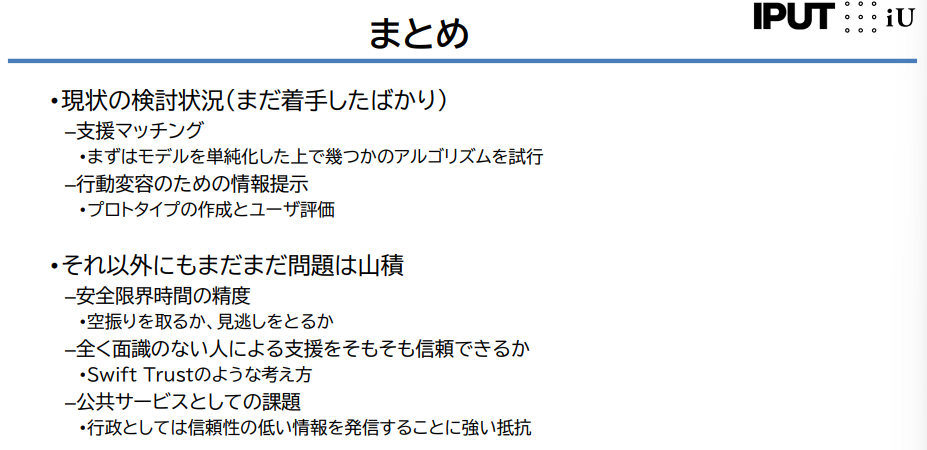 まとめ
IPUT iU
•現状の検討状況(まだ着手したばかり)
–支援マッチング
•まずはモデルを単純化した上で幾つかのアルゴリズムを試行
–行動変容のための情報提示
•プロトタイプの作成とユーザ評価
•それ以外にもまだまだ問題は山積
–安全限界時間の精度
•空振りを取るか、見逃しをとるか
–全く面識のない人による支援をそもそも信頼できるか
•Swift Trustのような考え方
–公共サービスとしての課題
•行政としては信頼性の低い情報を発信することに強い抵抗